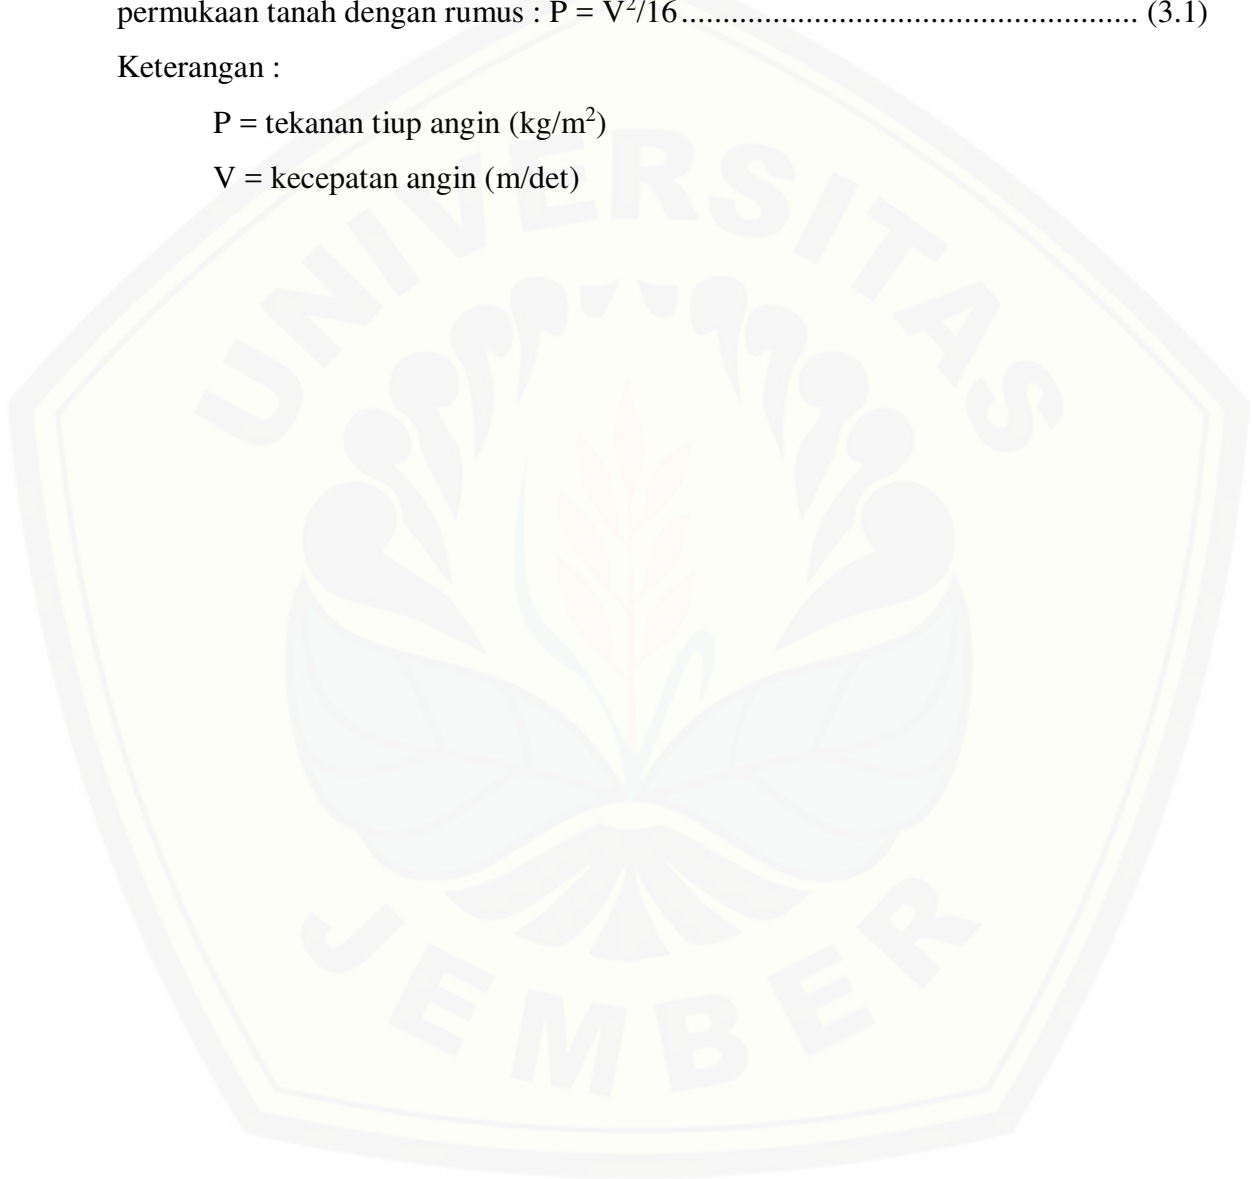 permukaan tanah dengan rumus : P = V²/16.................................................. (3.1)
Keterangan :
P = tekanan tiup angin (kg/m²)
V = kecepatan angin (m/det)
UNIVERSITAS
JEMBER